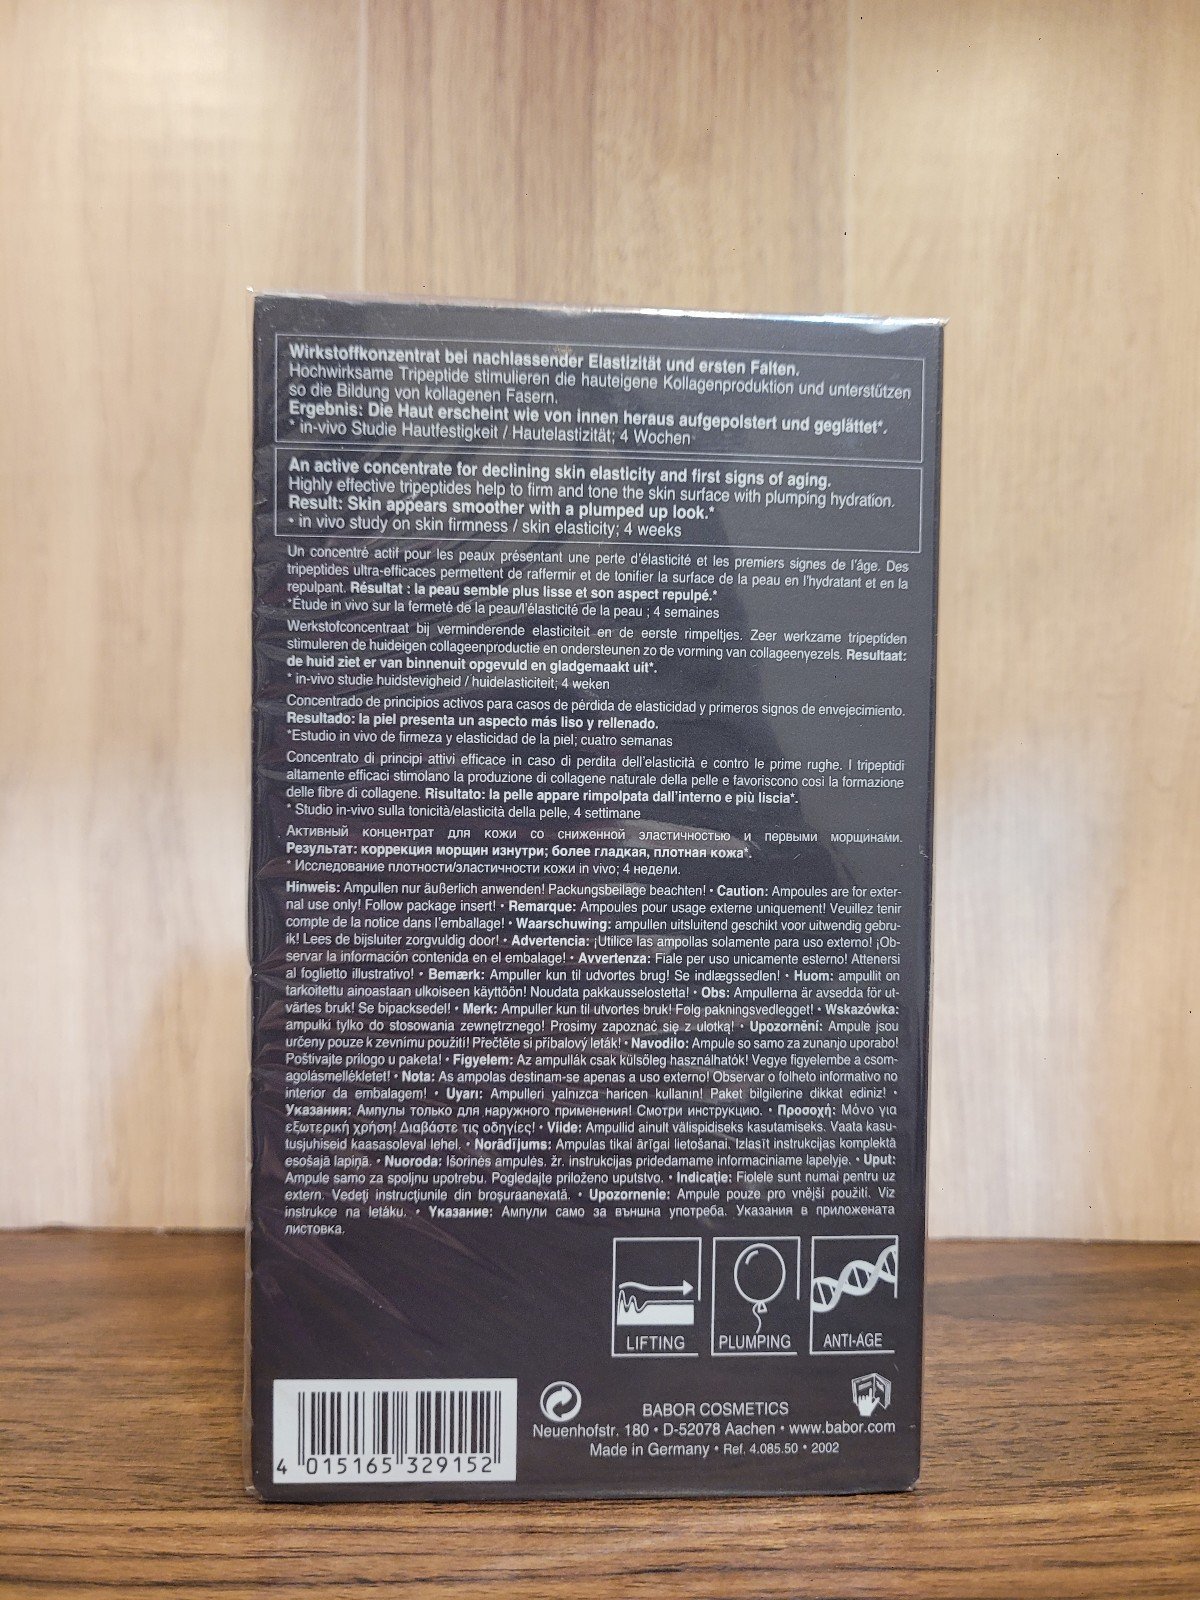 Wirkstoffkonzentrat bei nachlassender Elastizität und ersten Falten.
Hochwirksame Tripeptide stimulieren die hauteigene Kollagenproduktion und unterstützen
so die Bildung von kollagenen Fasern.
Ergebnis: Die Haut erscheint wie von innen heraus aufgepolstert und geglättet*.
* in-vivo Studie Hautfestigkeit / Hautelastizität; 4 Wochen
An active concentrate for declining skin elasticity and first signs of aging.
Highly effective tripeptides help to firm and tone the skin surface with plumping hydration.
Result: Skin appears smoother with a plumped up look.*
• in vivo study on skin firmness / skin elasticity; 4 weeks
Un concentré actif pour les peaux présentant une perte d'élasticité et les premiers signes de l'âge. Des
tripeptides ultra-efficaces permettent de raffermir et de tonifier la surface de la peau en l'hydratant et en la
repulpant. Résultat : la peau semble plus lisse et son aspect repulpé.*
*Étude in vivo sur la fermeté de la peau/l'élasticité de la peau ; 4 semaines
Werkstofconcentraat bij verminderende elasticiteit en de eerste rimpeltjes. Zeer werkzame tripeptiden
stimuleren de huideigen collageenproductie en ondersteunen zo de vorming van collageenvezels. Resultaat:
de huid ziet er van binnenuit opgevuld en gladgemaakt uit*.
* in-vivo studie huidstevigheid / huidelasticiteit; 4 weken
Concentrado de principios activos para casos de pérdida de elasticidad y primeros signos de envejecimiento.
Resultado: la piel presenta un aspecto más liso y rellenado.
*Estudio in vivo de firmeza y elasticidad de la piel; cuatro semanas
Concentrato di principi attivi efficace in caso di perdita dell'elasticità e contro le prime rughe. I tripeptidi
altamente efficaci stimolano la produzione di collagene naturale della pelle e favoriscono così la formazione
delle fibre di collagene. Risultato: la pelle appare rimpolpata dall'interno e più liscia*.
* Studio in-vivo sulla tonicità/elasticità della pelle, 4 settimane
Активный концентрат для кожи со сниженной эластичностью и первыми морщинами.
Результат: коррекция морщин изнутри; более гладкая, плотная кожа*.
* Исследование плотности/эластичности кожи in vivo; 4 недели.
Hinweis: Ampullen nur äußerlich anwenden! Packungsbeilage beachten! • Caution: Ampoules are for exter-
nal use only! Follow package insert! • Remarque: Ampoules pour usage externe uniquement! Veuillez tenir
compte de la notice dans l'emballage! • Waarschuwing: ampullen uitsluitend geschikt voor uitwendig gebru-
ik! Lees de bijsluiter zorgvuldig door! • Advertencia: ¡Utilice las ampollas solamente para uso externo! ¡Ob-
servar la información contenida en el embalage! • Avvertenza: Fiale per uso unicamente esterno! Attenersi
al foglietto illustrativo! • Bemærk: Ampuller kun til udvortes brug! Se indlægssedlen! • Huom: ampullit on
tarkoitettu ainoastaan ulkoiseen käyttöön! Noudata pakkausselostetta! • Obs: Ampullerna är avsedda för ut-
värtes bruk! Se bipacksedel! • Merk: Ampuller kun til utvortes bruk! Følg pakningsvedlegget! • Wskazówka:
ampułki tylko do stosowania zewnętrznego! Prosimy zapoznać się z ulotką! • Upozornění: Ampule jsou
určeny pouze k zevnímu použití! Přečtěte si příbalový leták! • Navodilo: Ampule so samo za zunanjo uporabo!
Poštivajte prilogo u paketa! • Figyelem: Az ampullák csak külsőleg használhatók! Vegye figyelembe a csom-
agolásmellékletet! • Nota: As ampolas destinam-se apenas a uso externo! Observar o folheto informativo no
interior da embalagem! • Uyarı: Ampulleri yalnızca haricen kullanın! Paket bilgilerine dikkat ediniz! •
Указания: Ампулы только для наружного применения! Смотри инструкцию. • Προσοχή: Μόνο για
εξωτερική χρήση! Διαβάστε τις οδηγίες! • Viide: Ampullid ainult välispidiseks kasutamiseks. Vaata kasu-
tusjuhiseid kaasasoleval lehel. • Norādījums: Ampulas tikai ārīgai lietošanai. Izlasīt instrukcijas komplektā
esošajā lapiņā. • Nuoroda: Išorinės ampulės. žr. instrukcijas pridedamame informaciniame lapelyje. • Uput:
Ampule samo za spoljnu upotrebu. Pogledajte priloženo uputstvo. • Indicaţie: Fiolele sunt numai pentru uz
extern. Vedeţi instrucţiunile din broşuraanexată. • Upozornenie: Ampule pouze pro vnější použití. Viz
instrukce na letáku. • Указание: Ампули само за външна употреба. Указания в приложената
листовка.
LIFTING PLUMPING ANTI-AGE
BABOR COSMETICS
Neuenhofstr. 180 • D-52078 Aachen • www.babor.com
Made in Germany • Ref. 4.085.50 • 2002
4 015165 329152